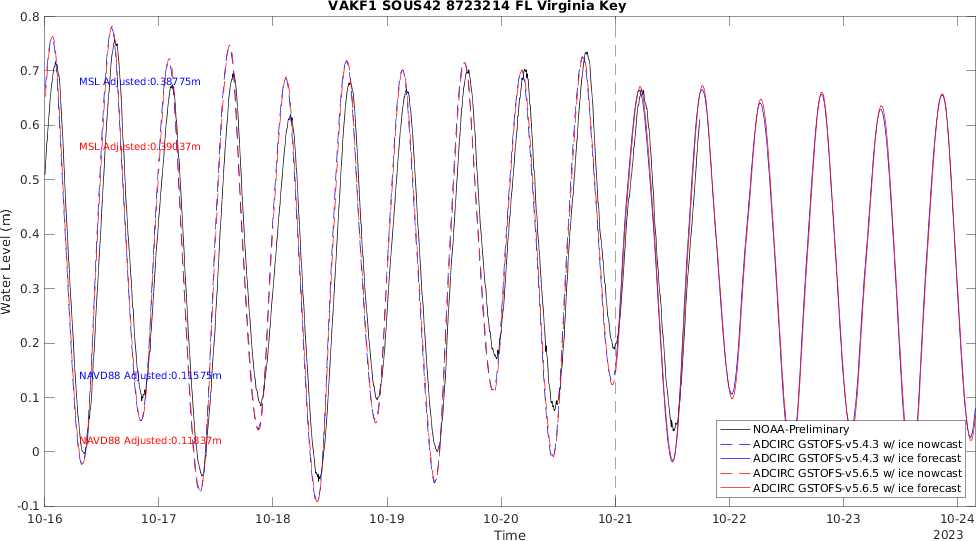 VAKF1 SOUS42 8723214 FL Virginia Key
0.8
0.7
0.6
0.5
0.4
0.3
0.2
0.1
0
-0.1
Water Level (m)
MSL Adjusted:0.38775m
MSL Adjusted:0.39037m
NAVD88 Adjusted:0.11575m
NAVD88 Adjusted:0.11837m
NOAA-Preliminary
ADCIRC GSTOFS-v5.4.3 w/ ice nowcast
ADCIRC GSTOFS-v5.4.3 w/ ice forecast
ADCIRC GSTOFS-v5.6.5 w/ ice nowcast
ADCIRC GSTOFS-v5.6.5 w/ ice forecast
10-16 10-17 10-18 10-19 10-20 10-21 10-22 10-23 10-24
Time
2023